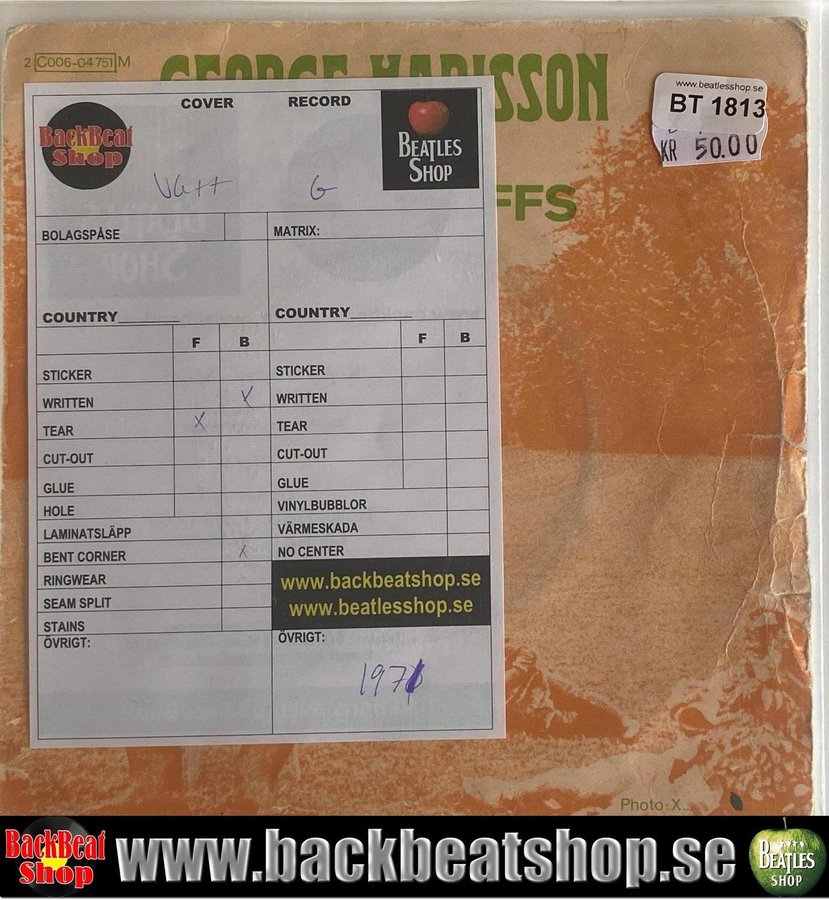 2 C006-04751 M
GEORGE HARISSON
FFS
www.beatlesshop.se
BT 1813
KR 50.00
BackBeat
Shop
COVER RECORD
BEATLES
SHOP
VG++ G
BOLAGSPÅSE MATRIX:
COUNTRY________ COUNTRY________
F B F B
STICKER STICKER
WRITTEN X WRITTEN
TEAR X TEAR
CUT-OUT CUT-OUT
GLUE GLUE
HOLE VINYLBUBBLOR
LAMINATSLÄPP VÄRMESKADA
BENT CORNER X NO CENTER
RINGWEAR
SEAM SPLIT
STAINS
www.backbeatshop.se
www.beatlesshop.se
ÖVRIGT: ÖVRIGT:
1971
Photo: X..
BackBeat
Shop
www.backbeatshop.se
BEATLES
SHOP